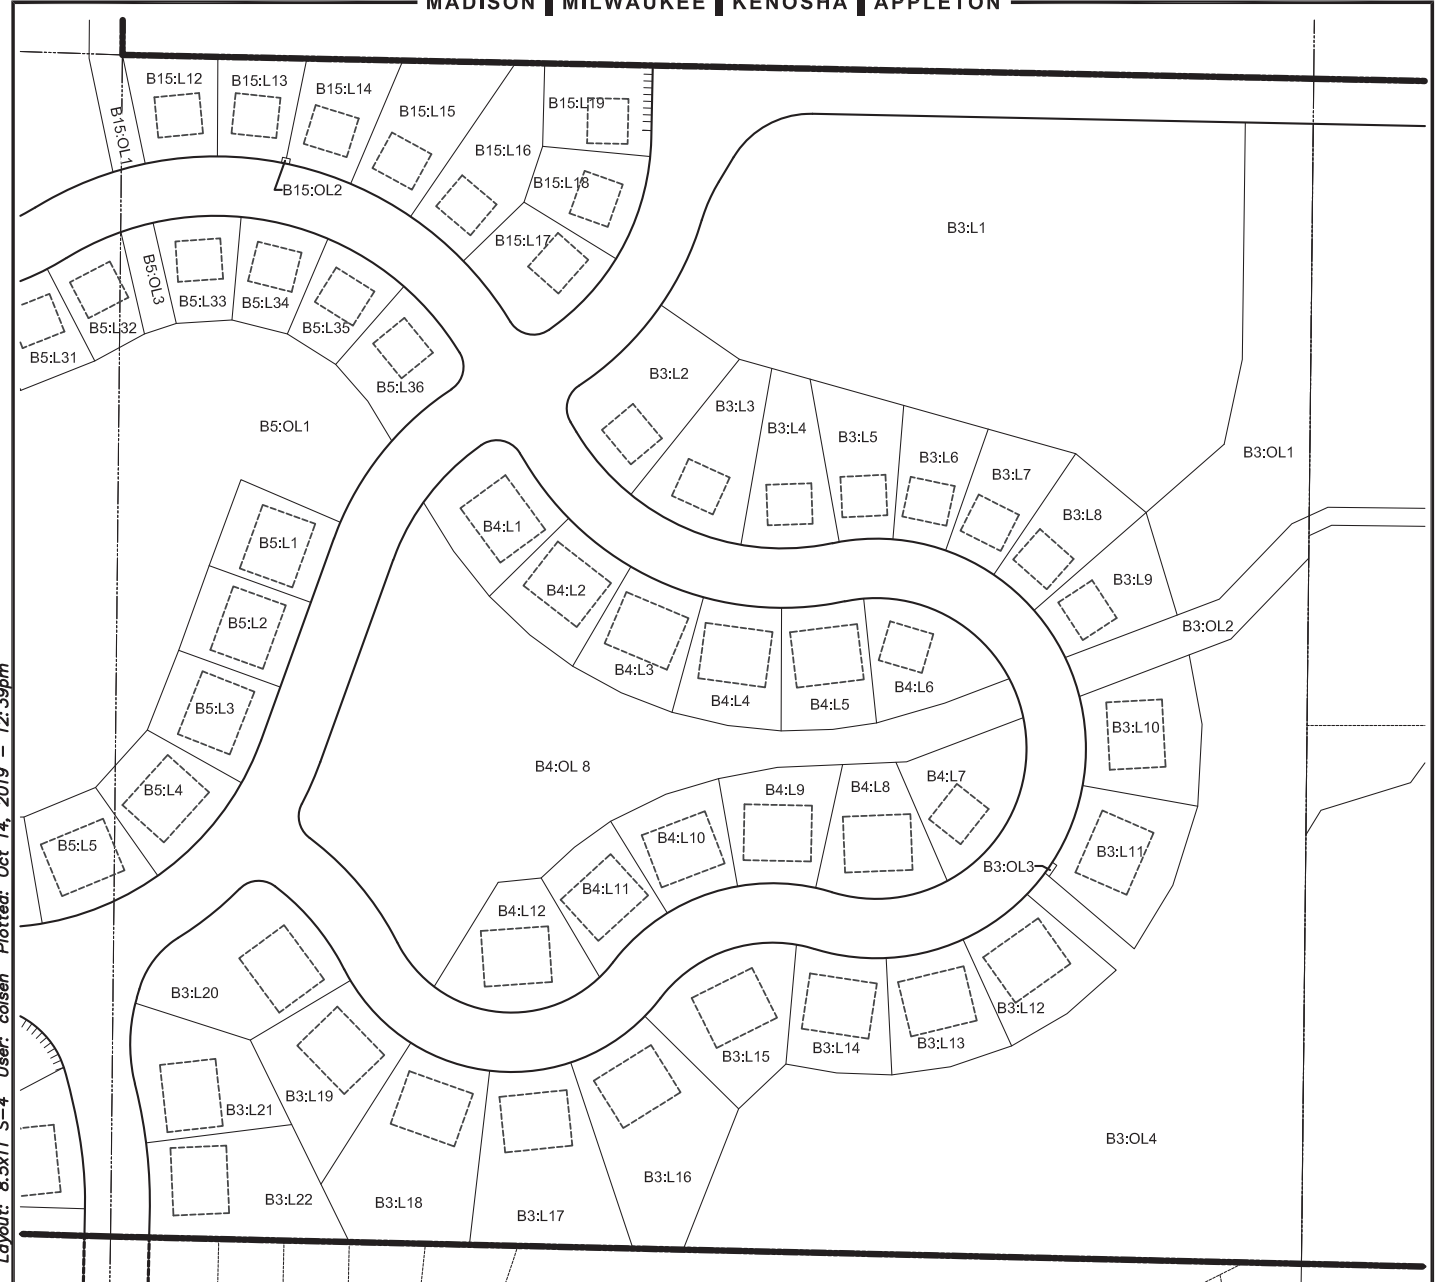 MADISON | MILWAUKEE | KENOSHA | APPLETON
B15:L12
B15:L13
B15:L14
B15:L15
B15:L16
B15:L19
B15:OL1
B15:OL2
B15:L18
B15:L17
B3:L1
B5:OL3
B5:L31
B5:L32
B5:L33
B5:L34
B5:L35
B5:L36
B5:OL1
B3:L2
B3:L3
B3:L4
B3:L5
B3:L6
B3:L7
B3:L8
B3:L9
B3:OL1
B3:OL2
B4:L1
B4:L2
B4:L3
B4:L4
B4:L5
B4:L6
B5:L1
B5:L2
B5:L3
B5:L4
B5:L5
B4:OL 8
B4:L7
B4:L8
B4:L9
B4:L10
B4:L11
B4:L12
B3:L10
B3:L11
B3:OL3
B3:L12
B3:L13
B3:L14
B3:L15
B3:L16
B3:L17
B3:L18
B3:L19
B3:L20
B3:L21
B3:L22
B3:OL4
Layout: 8.5x11 S-4 User: colsen Plotted: Oct 14, 2019 - 12:39pm